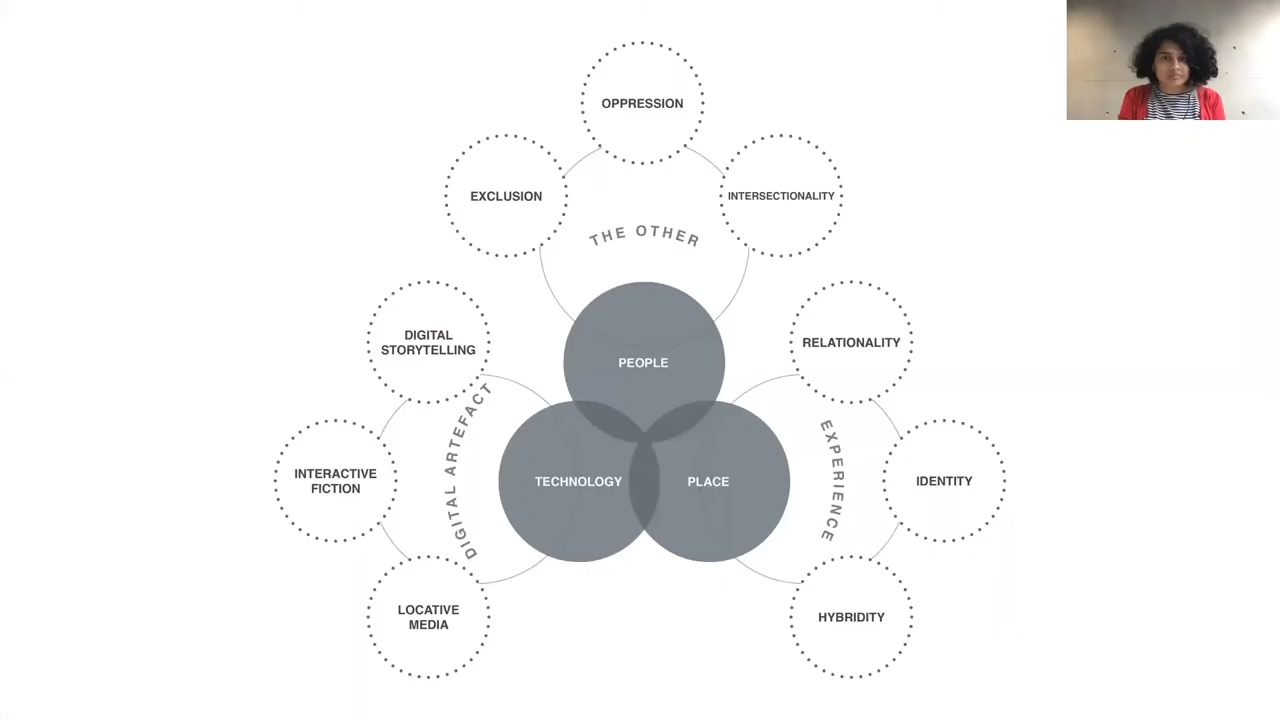 OPPRESSION
EXCLUSION
INTERSECTIONALITY
THE OTHER
DIGITAL
STORYTELLING
RELATIONALITY
PEOPLE
DIGITAL ARTEFACT
EXPERIENCE
INTERACTIVE
FICTION
TECHNOLOGY
PLACE
IDENTITY
LOCATIVE
MEDIA
HYBRIDITY